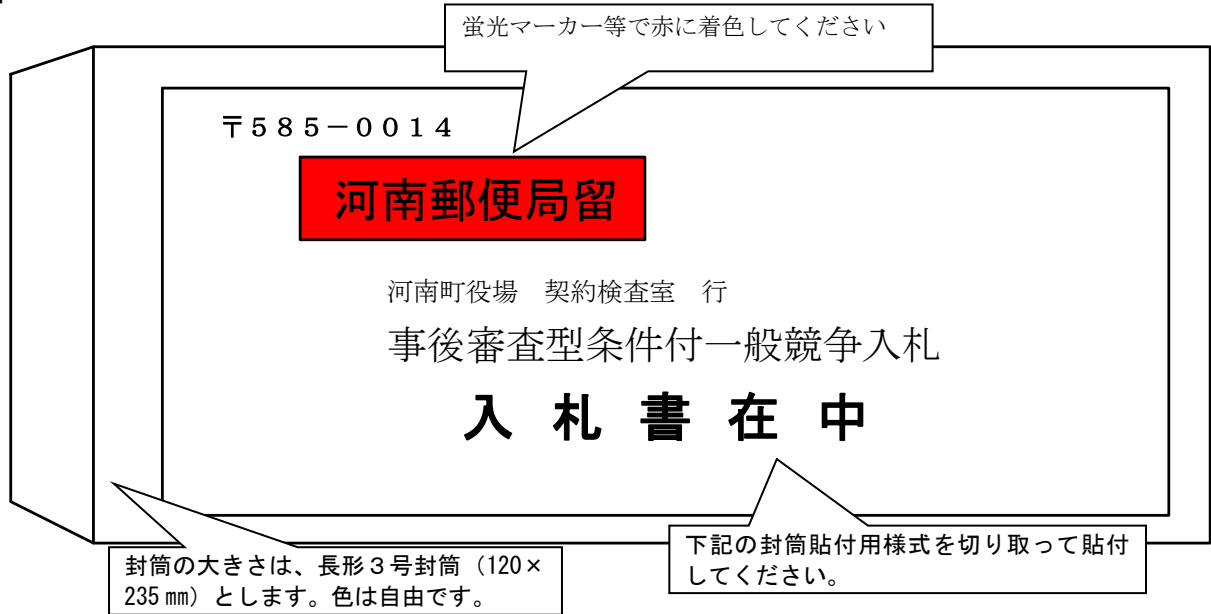 蛍光マーカー等で赤に着色してください
〒５８５－００１４
河南郵便局留
河南町役場　契約検査室　行
事後審査型条件付一般競争入札
入 札 書 在 中
封筒の大きさは、長形３号封筒（120×
235㎜）とします。色は自由です。
下記の封筒貼付用様式を切り取って貼付
してください。